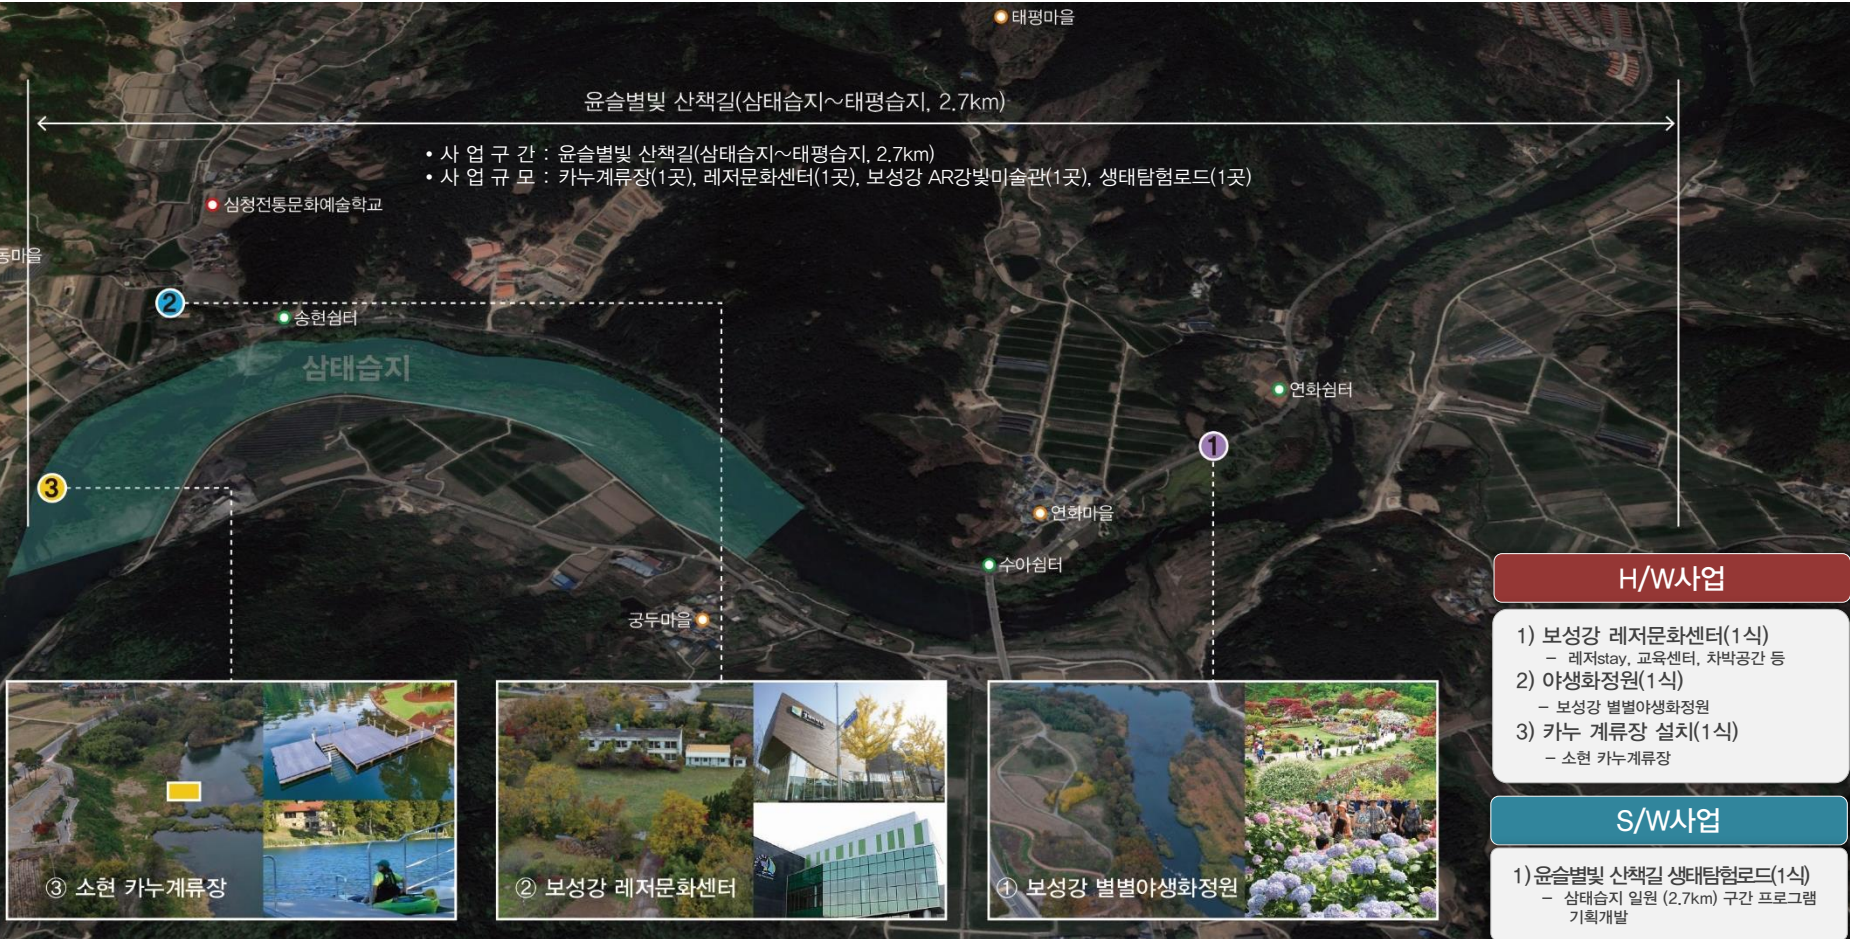 태평마을
윤슬별빛 산책길(삼태습지~태평습지, 2.7km)
• 사 업 구 간 : 윤슬별빛 산책길(삼태습지~태평습지, 2.7km)
• 사 업 규 모 : 카누계류장(1곳), 레저문화센터(1곳), 보성강 AR강빛미술관(1곳), 생태탐험로드(1곳)
심청전통문화예술학교
동마을
2
송현쉼터
삼태습지
연화쉼터
1
3
연화마을
수아쉼터
궁두마을
H/W사업
1) 보성강 레저문화센터(1식)
- 레저stay, 교육센터, 차박공간 등
2) 야생화정원(1식)
- 보성강 별별야생화정원
3) 카누 계류장 설치(1식)
- 소현 카누계류장
S/W사업
1) 윤슬별빛 산책길 생태탐험로드(1식)
- 삼태습지 일원 (2.7km) 구간 프로그램
기획개발
③ 소현 카누계류장
② 보성강 레저문화센터
① 보성강 별별야생화정원